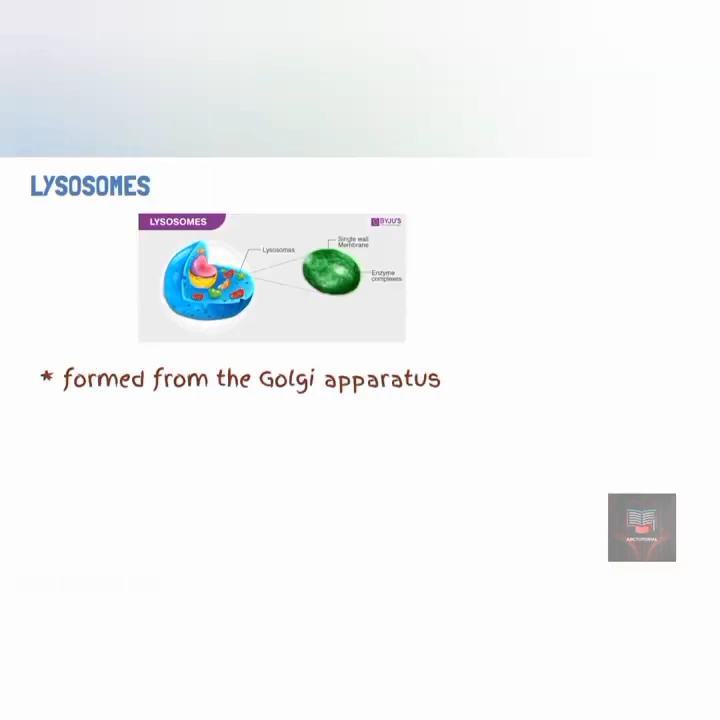 LYSOSOMES
LYSOSOMES
BYJU'S
Lysosomes
Single wall
Membrane
Enzyme
complexes
* formed from the Golgi apparatus